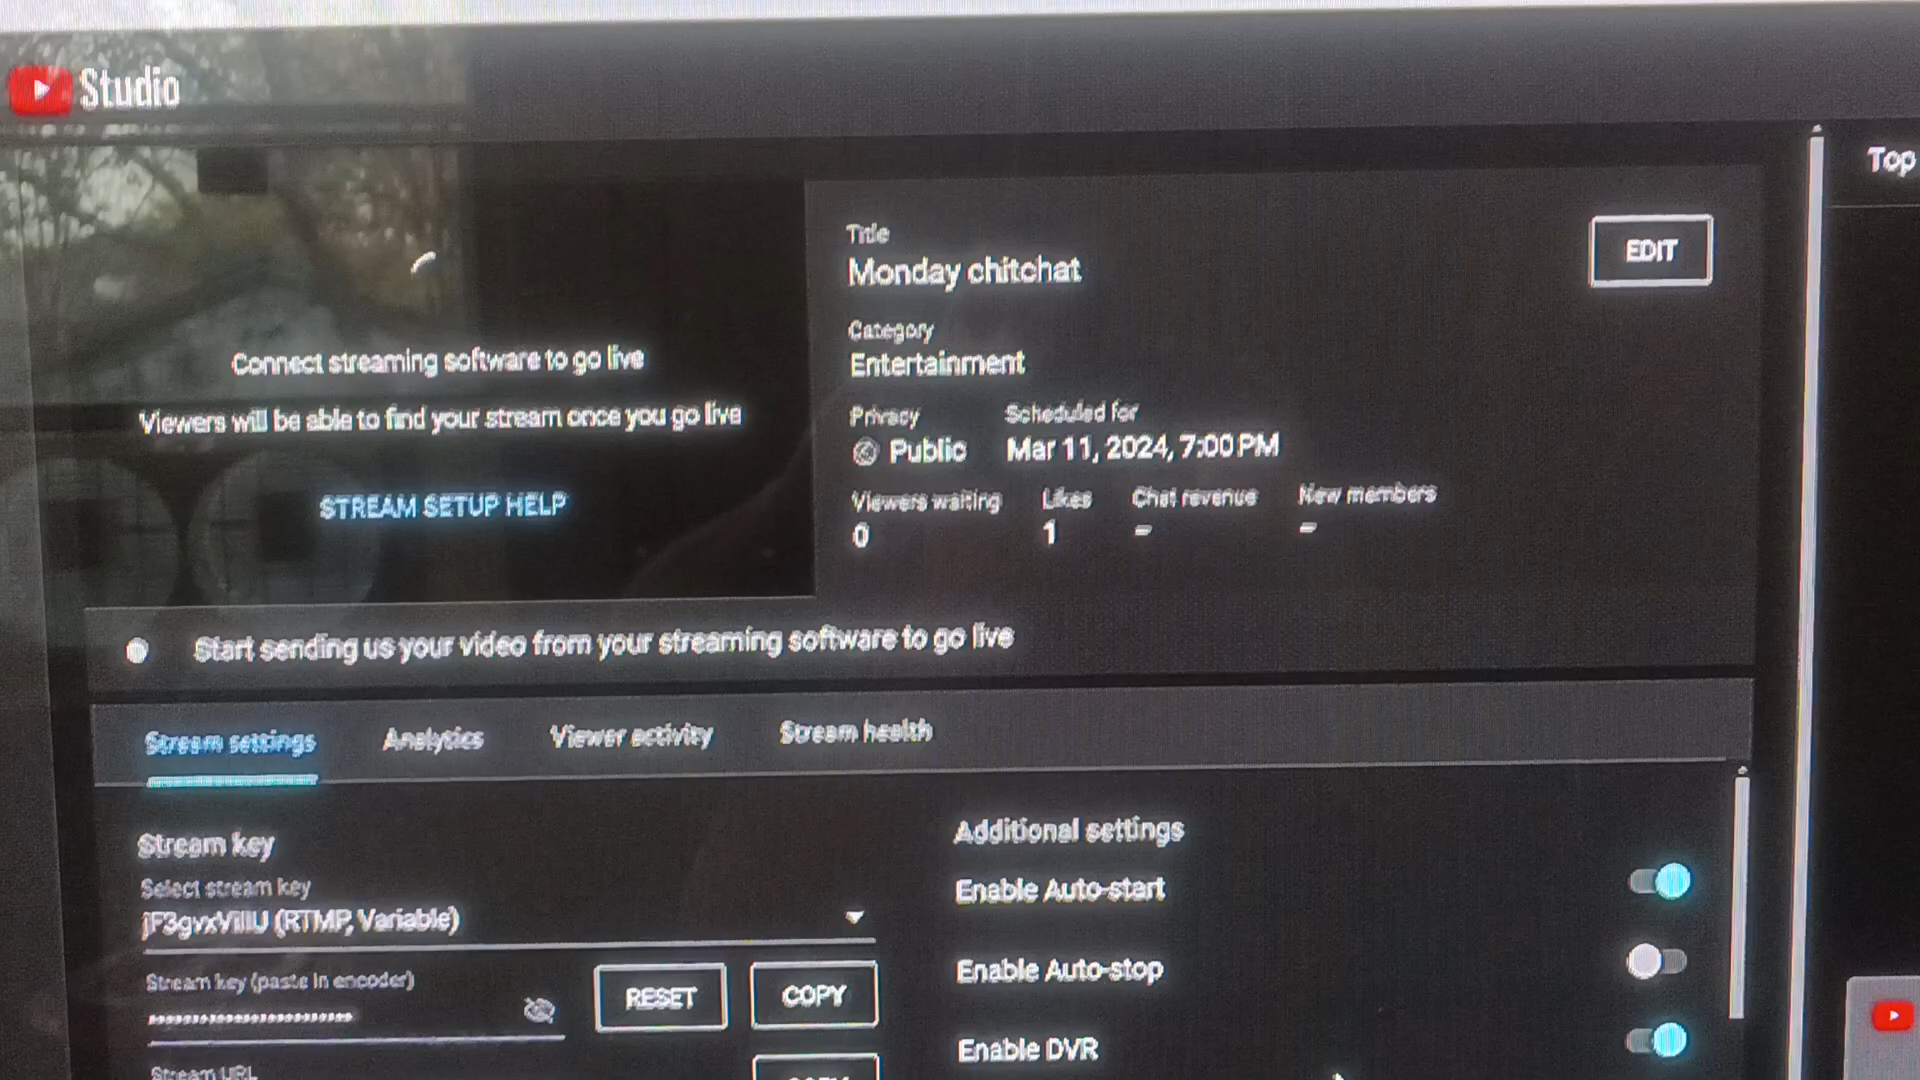 Studio
Top
Title
Monday chitchat
EDIT
Category
Entertainment
Connect streaming software to go live
Viewers will be able to find your stream once you go live
STREAM SETUP HELP
Privacy
Scheduled for
Public
Mar 11, 2024, 7:00 PM
Viewers waiting
Likes
Chat revenue
New members
0
1
–
–
Start sending us your video from your streaming software to go live
Stream settings
Analytics
Viewer activity
Stream health
Stream key
Select stream key
(RTMP, Variable)
Stream key (paste in encoder)
RESET
COPY
Stream URL
COPY
Additional settings
Enable Auto-start
Enable Auto-stop
Enable DVR